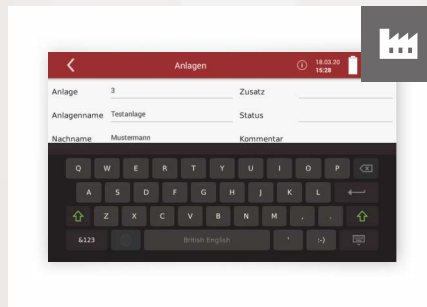 Anlagen
18.03.20
15:28
Anlage 3 Zusatz
Anlagenname Testanlage Status
Nachname Mustermann Kommentar
Q W E R T Y U I O P
A S D F G H J K L
Z X C V B N M , .
&123 British English ' :-)